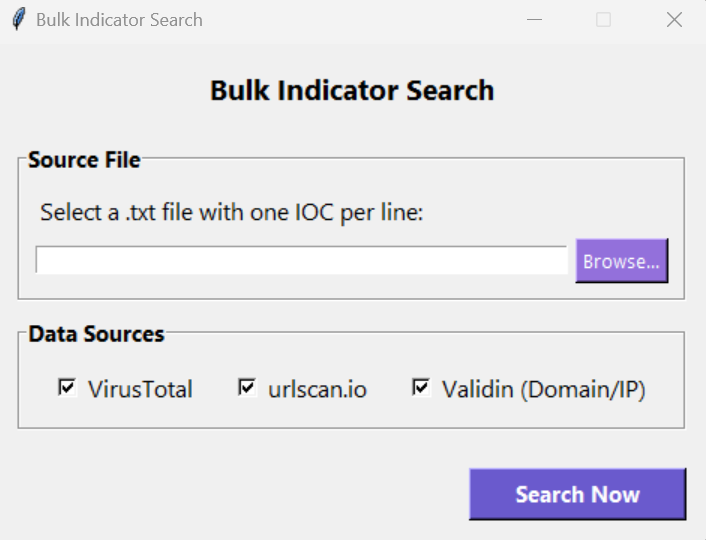 Bulk Indicator Search
Bulk Indicator Search
Source File
Select a .txt file with one IOC per line:
Browse...
Data Sources
VirusTotal urlscan.io Validin (Domain/IP)
Search Now